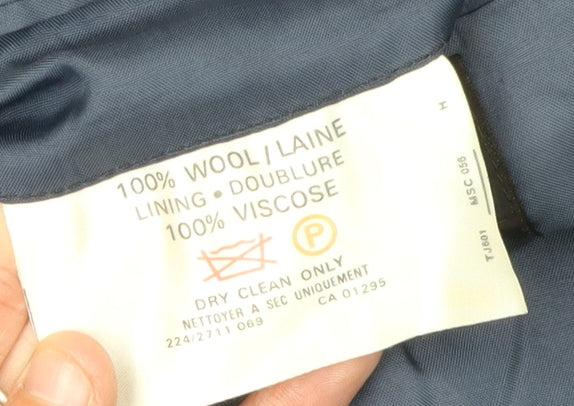 100% WOOL / LAINE
LINING • DOUBLURE
100% VISCOSE
P
DRY CLEAN ONLY
NETTOYER A SEC UNIQUEMENT
224/2711 069 CA 01295
H
TJ601 MSC 056